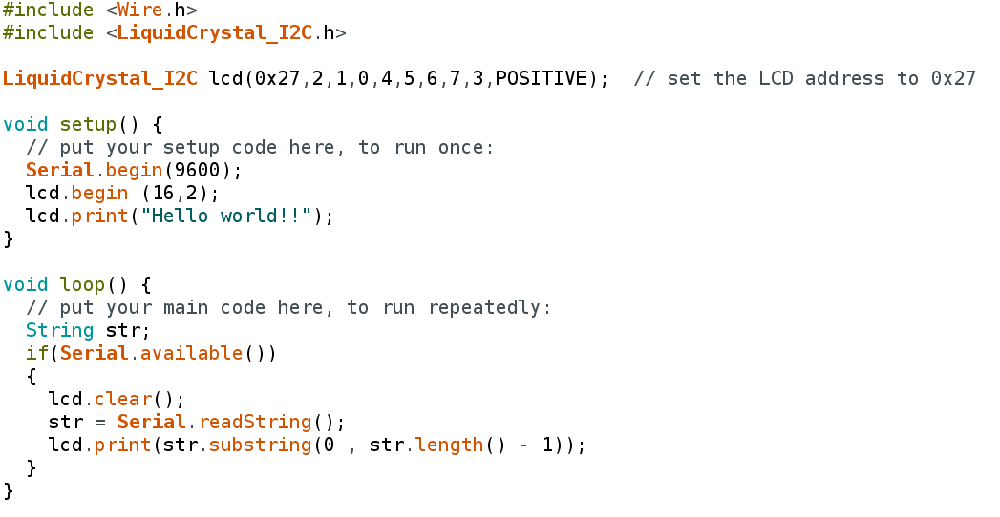 #include <Wire.h>
#include <LiquidCrystal_I2C.h>
LiquidCrystal_I2C lcd(0x27,2,1,0,4,5,6,7,3,POSITIVE);  // set the LCD address to 0x27
void setup() {
  // put your setup code here, to run once:
  Serial.begin(9600);
  lcd.begin (16,2);
  lcd.print("Hello world!!");
}
void loop() {
  // put your main code here, to run repeatedly:
  String str;
  if(Serial.available())
  {
    lcd.clear();
    str = Serial.readString();
    lcd.print(str.substring(0 , str.length() - 1));
  }
}